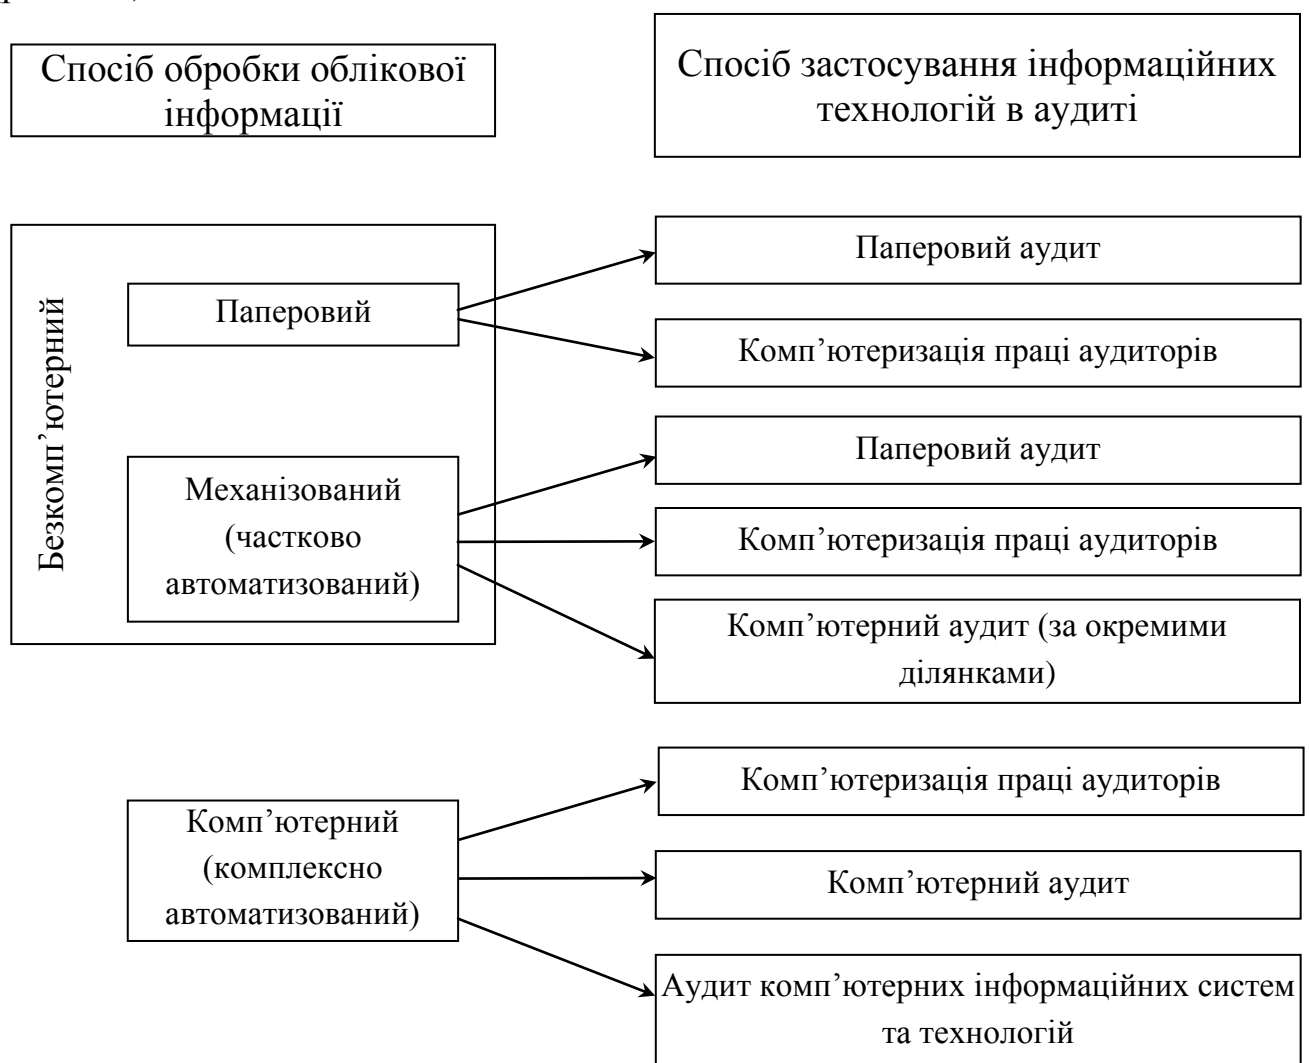 Спосіб обробки облікової
інформації
Спосіб застосування інформаційних
технологій в аудиті
Безкомп’ютерний
Паперовий
Паперовий аудит
Комп’ютеризація праці аудиторів
Механізований
(частково
автоматизований)
Паперовий аудит
Комп’ютеризація праці аудиторів
Комп’ютерний аудит (за окремими
ділянками)
Комп’ютерний
(комплексно
автоматизований)
Комп’ютеризація праці аудиторів
Комп’ютерний аудит
Аудит комп’ютерних інформаційних систем
та технологій